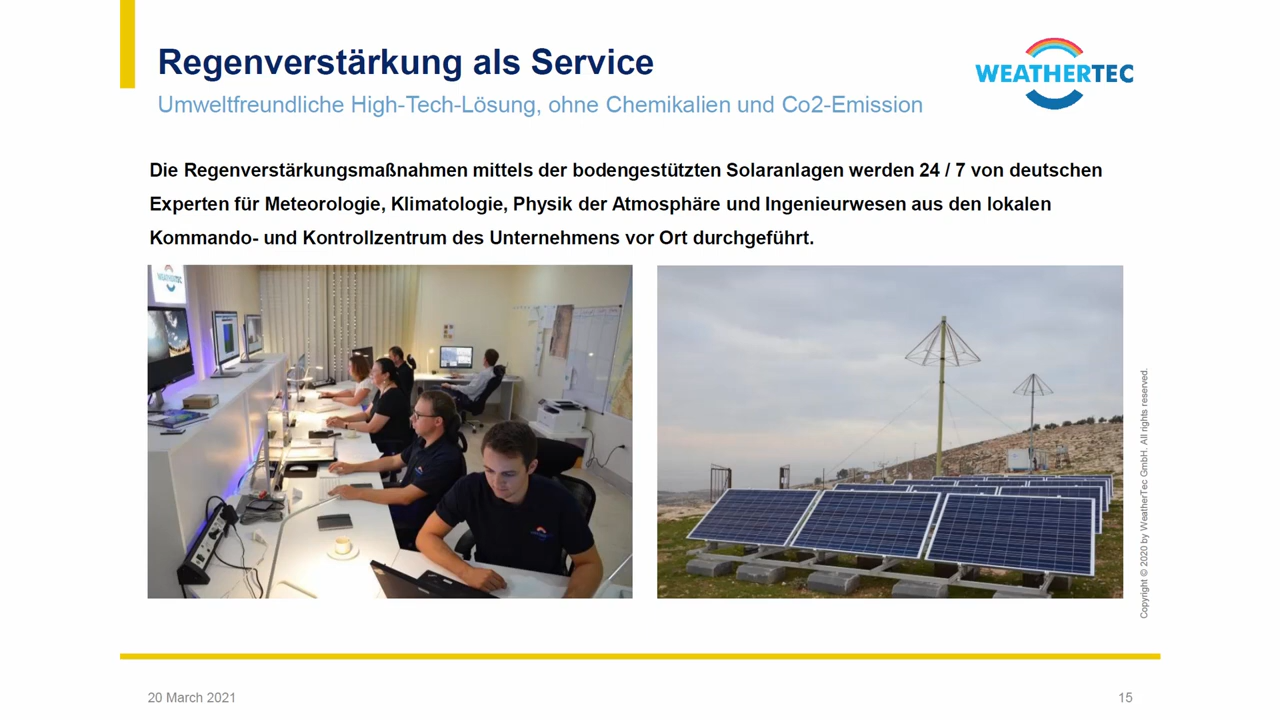 Regenverstärkung als Service
WEATHERTEC
Umweltfreundliche High-Tech-Lösung, ohne Chemikalien und Co2-Emission
Die Regenverstärkungsmaßnahmen mittels der bodengestützten Solaranlagen werden 24 / 7 von deutschen
Experten für Meteorologie, Klimatologie, Physik der Atmosphäre und Ingenieurwesen aus den lokalen
Kommando- und Kontrollzentrum des Unternehmens vor Ort durchgeführt.
WEATHERTEC
Copyright © 2020 by WeatherTec GmbH. All rights reserved.
20 March 2021
15